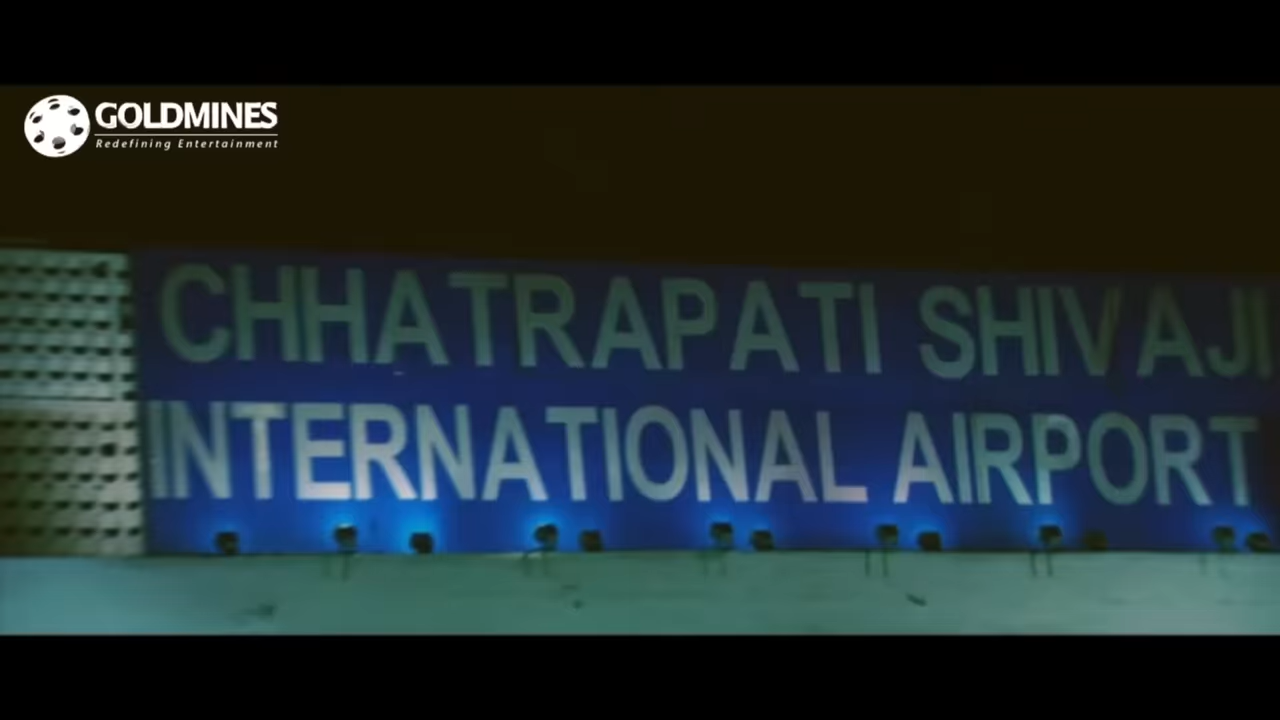 GOLDMINES
Redefining Entertainment
CHHATRAPATI SHIVAJI
INTERNATIONAL AIRPORT